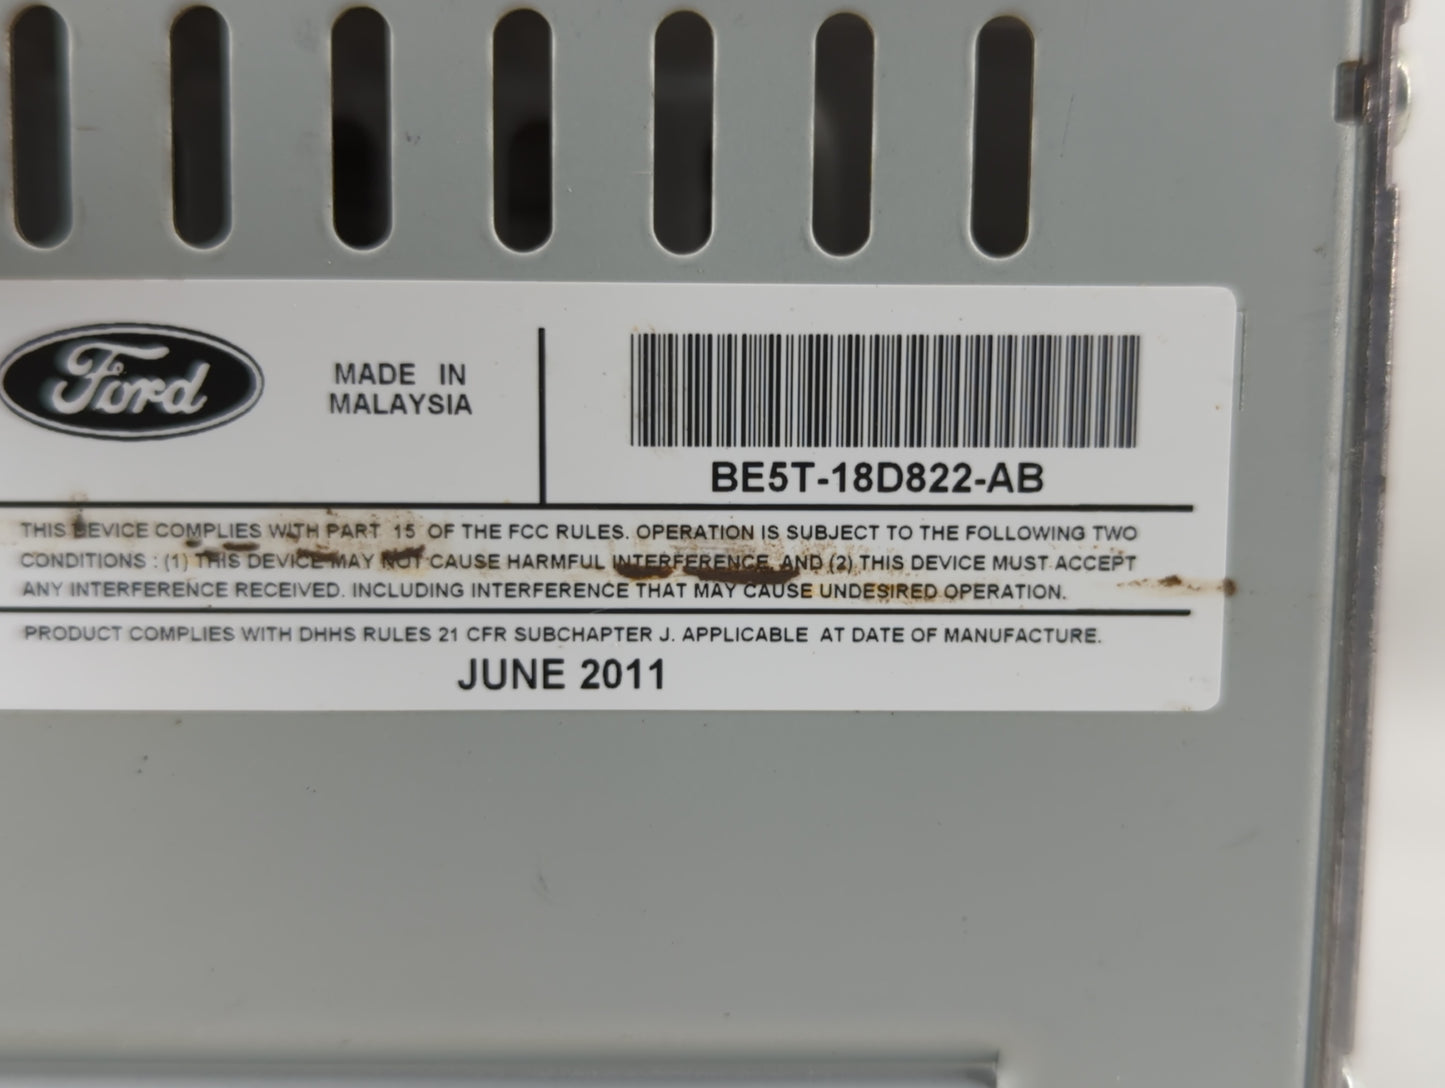 Ford
MADE IN
MALAYSIA
BE5T-18D822-AB
THIS DEVICE COMPLIES WITH PART 15 OF THE FCC RULES. OPERATION IS SUBJECT TO THE FOLLOWING TWO
CONDITIONS : (1) THIS DEVICE MAY NOT CAUSE HARMFUL INTERFERENCE, AND (2) THIS DEVICE MUST ACCEPT
ANY INTERFERENCE RECEIVED. INCLUDING INTERFERENCE THAT MAY CAUSE UNDESIRED OPERATION.
PRODUCT COMPLIES WITH DHHS RULES 21 CFR SUBCHAPTER J. APPLICABLE AT DATE OF MANUFACTURE.
JUNE 2011